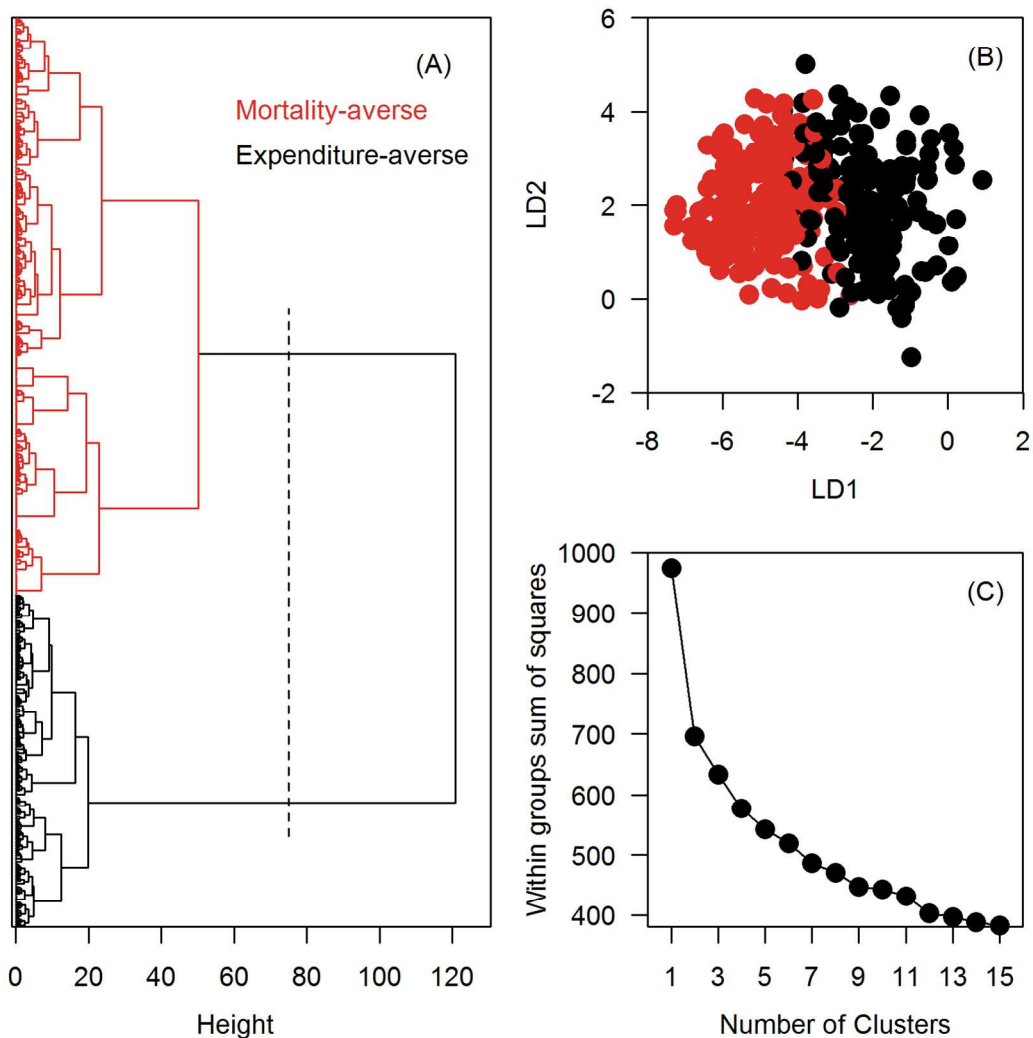 (A)
Mortality-averse
Expenditure-averse
0 20 40 60 80 100 120
Height
(B)
6
4
2
0
-2
LD2
-8 -6 -4 -2 0 2
LD1
(C)
1000
900
800
700
600
500
400
Within groups sum of squares
1 3 5 7 9 11 13 15
Number of Clusters